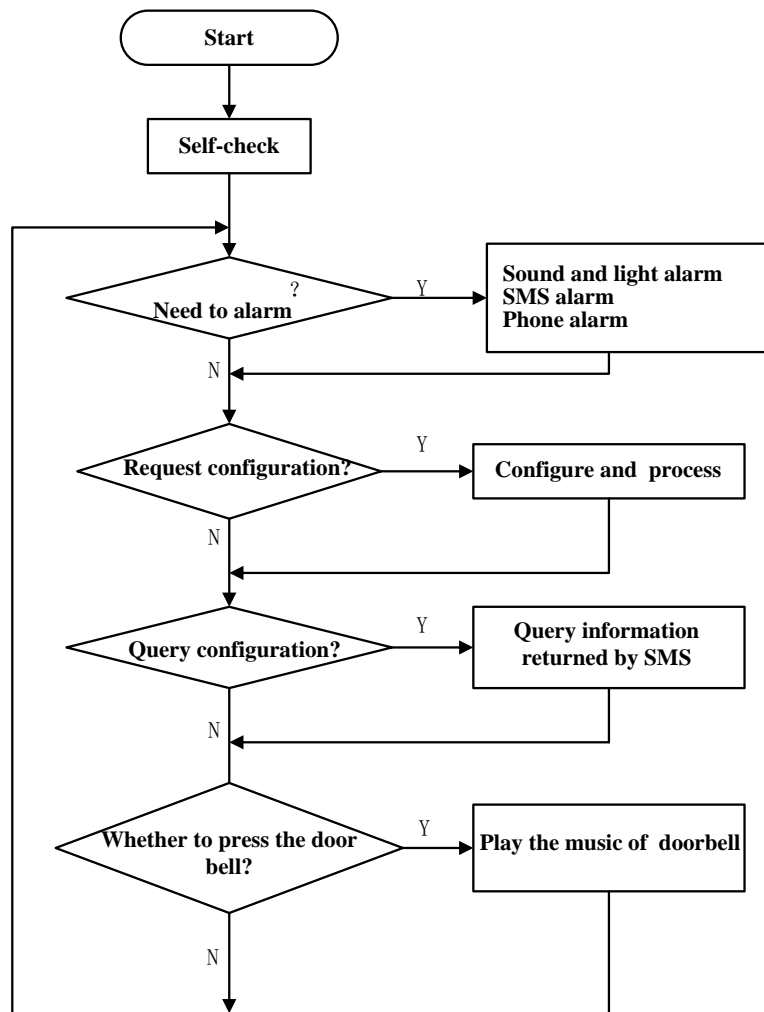 Start
Self-check
?
Need to alarm
Y
Sound and light alarm
SMS alarm
Phone alarm
N
Request configuration?
Y
Configure and process
N
Query configuration?
Y
Query information
returned by SMS
N
Whether to press the door
bell?
Y
Play the music of doorbell
N